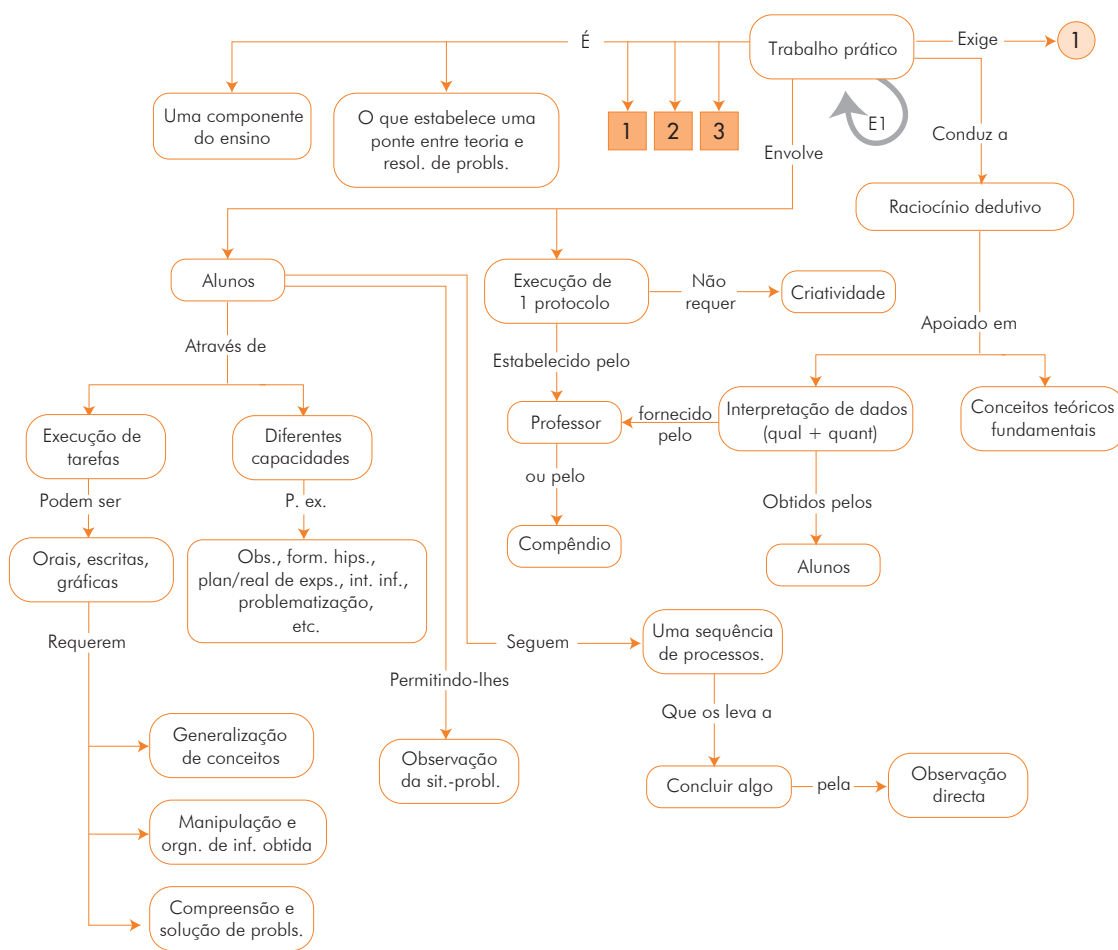 Trabalho prático
Exige
1
É
Uma componente
do ensino
O que estabelece uma
ponte entre teoria e
resol. de probls.
1
2
3
E1
Envolve
Conduz a
Raciocínio dedutivo
Alunos
Execução de
1 protocolo
Não
requer
Criatividade
Apoiado em
Através de
Estabelecido pelo
Execução de
tarefas
Diferentes
capacidades
Professor
fornecido
pelo
Interpretação de dados
(qual + quant)
Conceitos teóricos
fundamentais
Podem ser
P. ex.
ou pelo
Obtidos pelos
Orais, escritas,
gráficas
Obs., form. hips.,
plan/real de exps., int. inf.,
problematização,
etc.
Compêndio
Alunos
Requerem
Seguem
Uma sequência
de processos.
Permitindo-lhes
Que os leva a
Generalização
de conceitos
Observação
da sit.-probl.
Concluir algo
pela
Observação
directa
Manipulação e
orgn. de inf. obtida
Compreensão e
solução de probls.